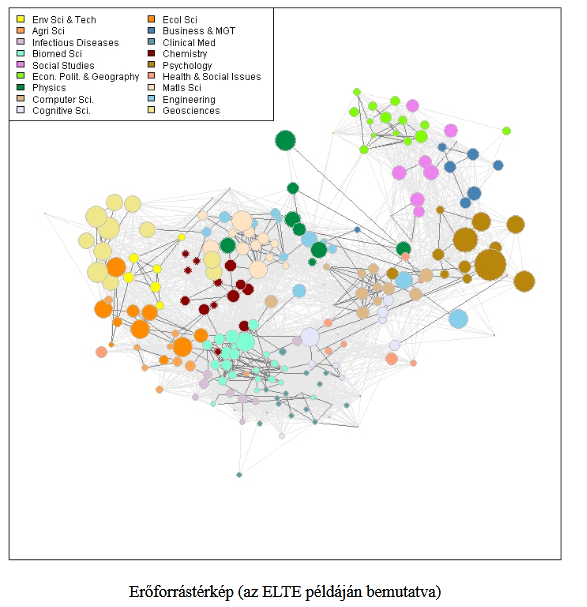 Env Sci & Tech
Agri Sci
Infectious Diseases
Biomed Sci
Social Studies
Econ. Polit. & Geography
Physics
Computer Sci.
Cognitive Sci.
Ecol Sci
Business & MGT
Clinical Med
Chemistry
Psychology
Health & Social Issues
Matls Sci
Engineering
Geosciences
Erőforrástérkép (az ELTE példáján bemutatva)